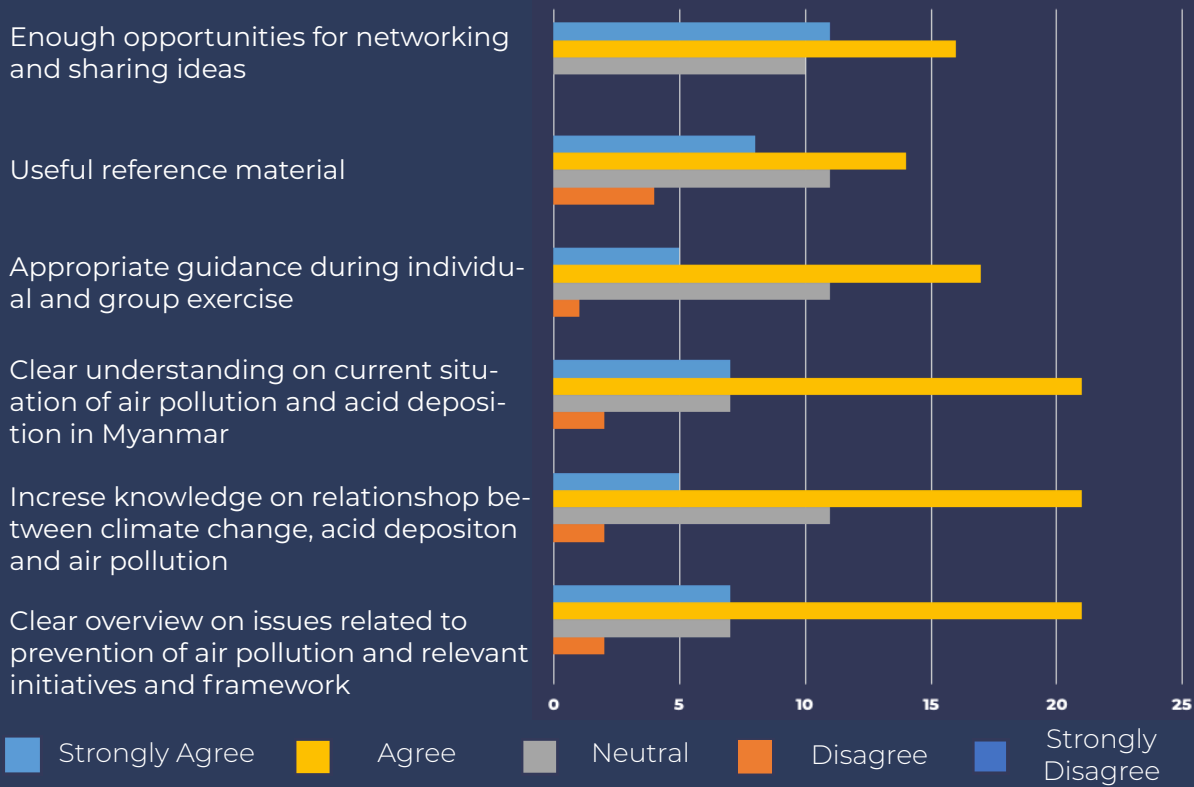 Enough opportunities for networking
and sharing ideas
Useful reference material
Appropriate guidance during individu-
al and group exercise
Clear understanding on current situ-
ation of air pollution and acid deposi-
tion in Myanmar
Increse knowledge on relationshop be-
tween climate change, acid depositon
and air pollution
Clear overview on issues related to
prevention of air pollution and relevant
initiatives and framework
0 5 10 15 20 25
Strongly Agree Agree Neutral Disagree Strongly
Disagree